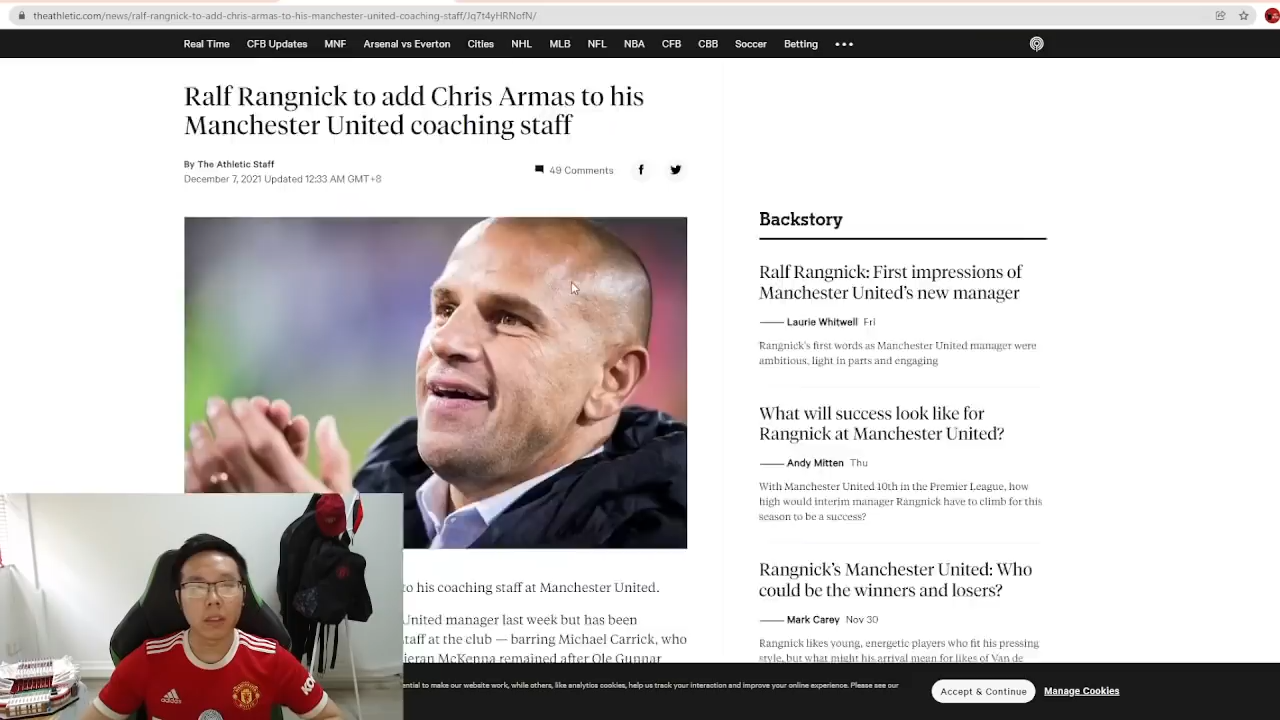 theathletic.com/news/ralf-rangnick-to-add-chris-armas-to-his-manchester-united-coaching-staff/Jq7t4yHRNofN/
Real Time CFB Updates MNF Arsenal vs Everton Cities NHL MLB NFL NBA CFB CBB Soccer Betting •••
Ralf Rangnick to add Chris Armas to his
Manchester United coaching staff
By The Athletic Staff
December 7, 2021 Updated 12:33 AM GMT+8
49 Comments
to his coaching staff at Manchester United.
United manager last week but has been
taff at the club — barring Michael Carrick, who
ieran McKenna remained after Ole Gunnar
Backstory
Ralf Rangnick: First impressions of
Manchester United's new manager
Laurie Whitwell Fri
Rangnick's first words as Manchester United manager were
ambitious, light in parts and engaging
What will success look like for
Rangnick at Manchester United?
Andy Mitten Thu
With Manchester United 10th in the Premier League, how
high would interim manager Rangnick have to climb for this
season to be a success?
Rangnick's Manchester United: Who
could be the winners and losers?
Mark Carey Nov 30
Rangnick likes young, energetic players who fit his pressing
style, but what might his arrival mean for likes of Van de
ential to make our website work, while others, like analytics cookies, help us track your interaction and improve your online experience. Please see our
Accept & Continue
Manage Cookies
adidas